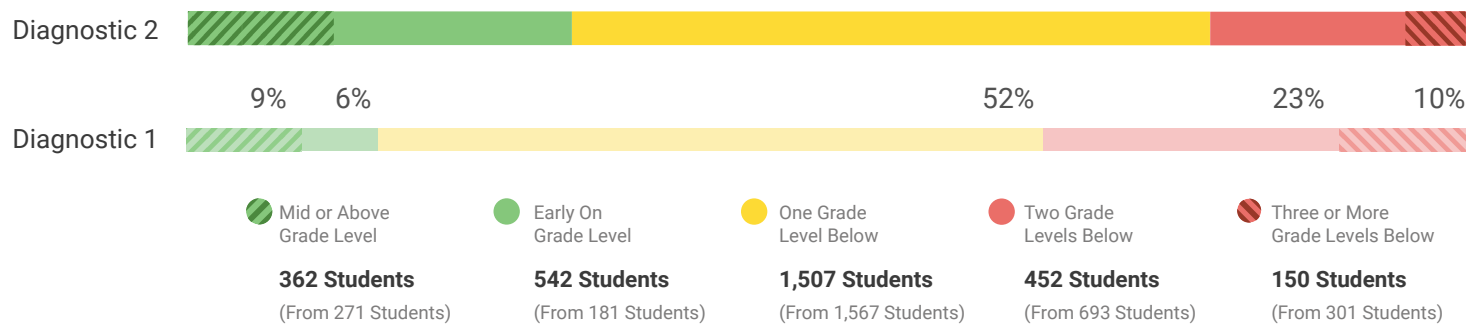 Diagnostic 2
9% 6% 52% 23% 10%
Diagnostic 1
Mid or Above
Grade Level
362 Students
(From 271 Students)
Early On
Grade Level
542 Students
(From 181 Students)
One Grade
Level Below
1,507 Students
(From 1,567 Students)
Two Grade
Levels Below
452 Students
(From 693 Students)
Three or More
Grade Levels Below
150 Students
(From 301 Students)